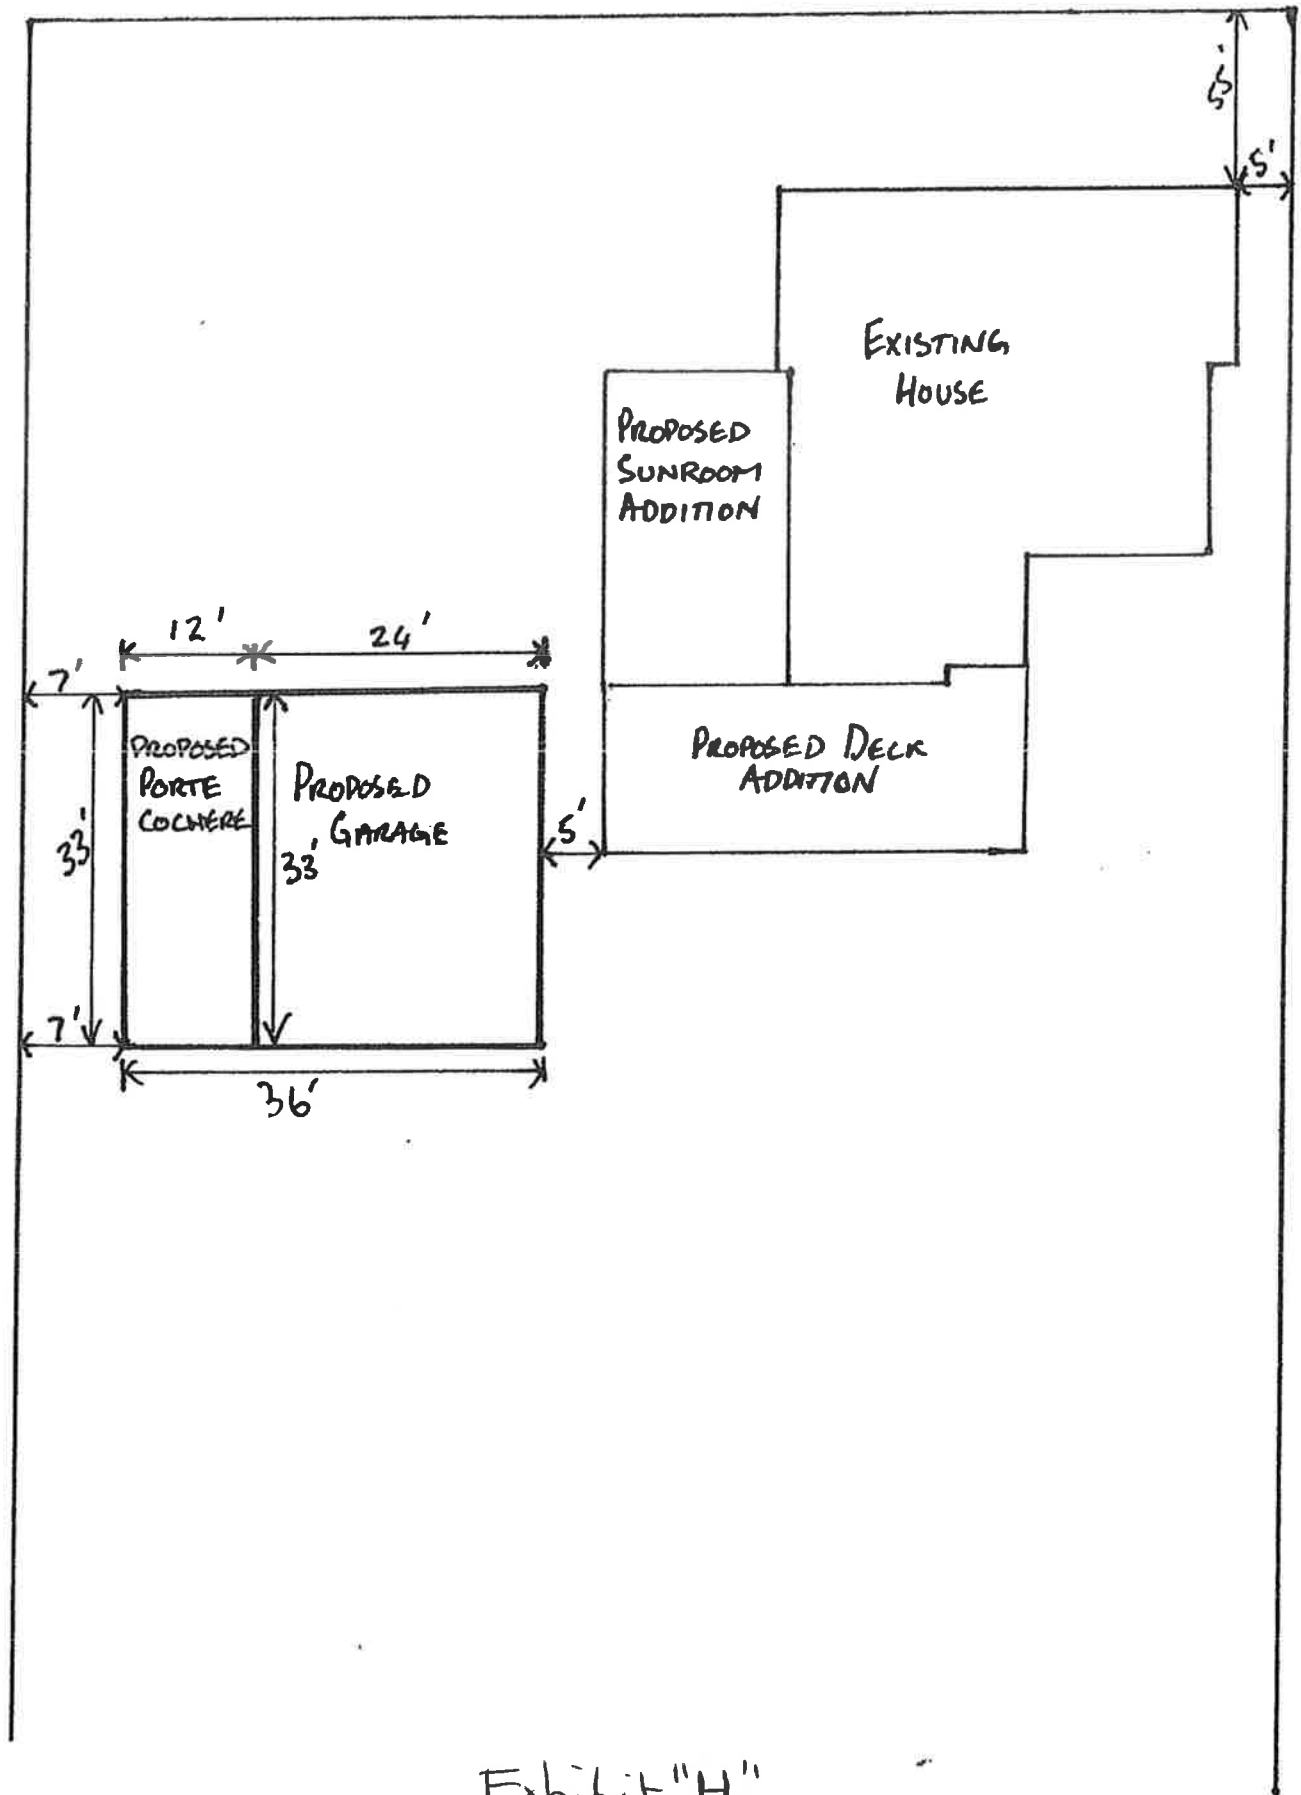 5'
EXISTING
HOUSE
PROPOSED
SUNROOM
ADDITION
12'
24'
7'
PROPOSED
PORTE
COCHERE
PROPOSED
GARAGE
33'
33'
PROPOSED DECK
ADDITION
5'
7'
36'
Exhibit "H"